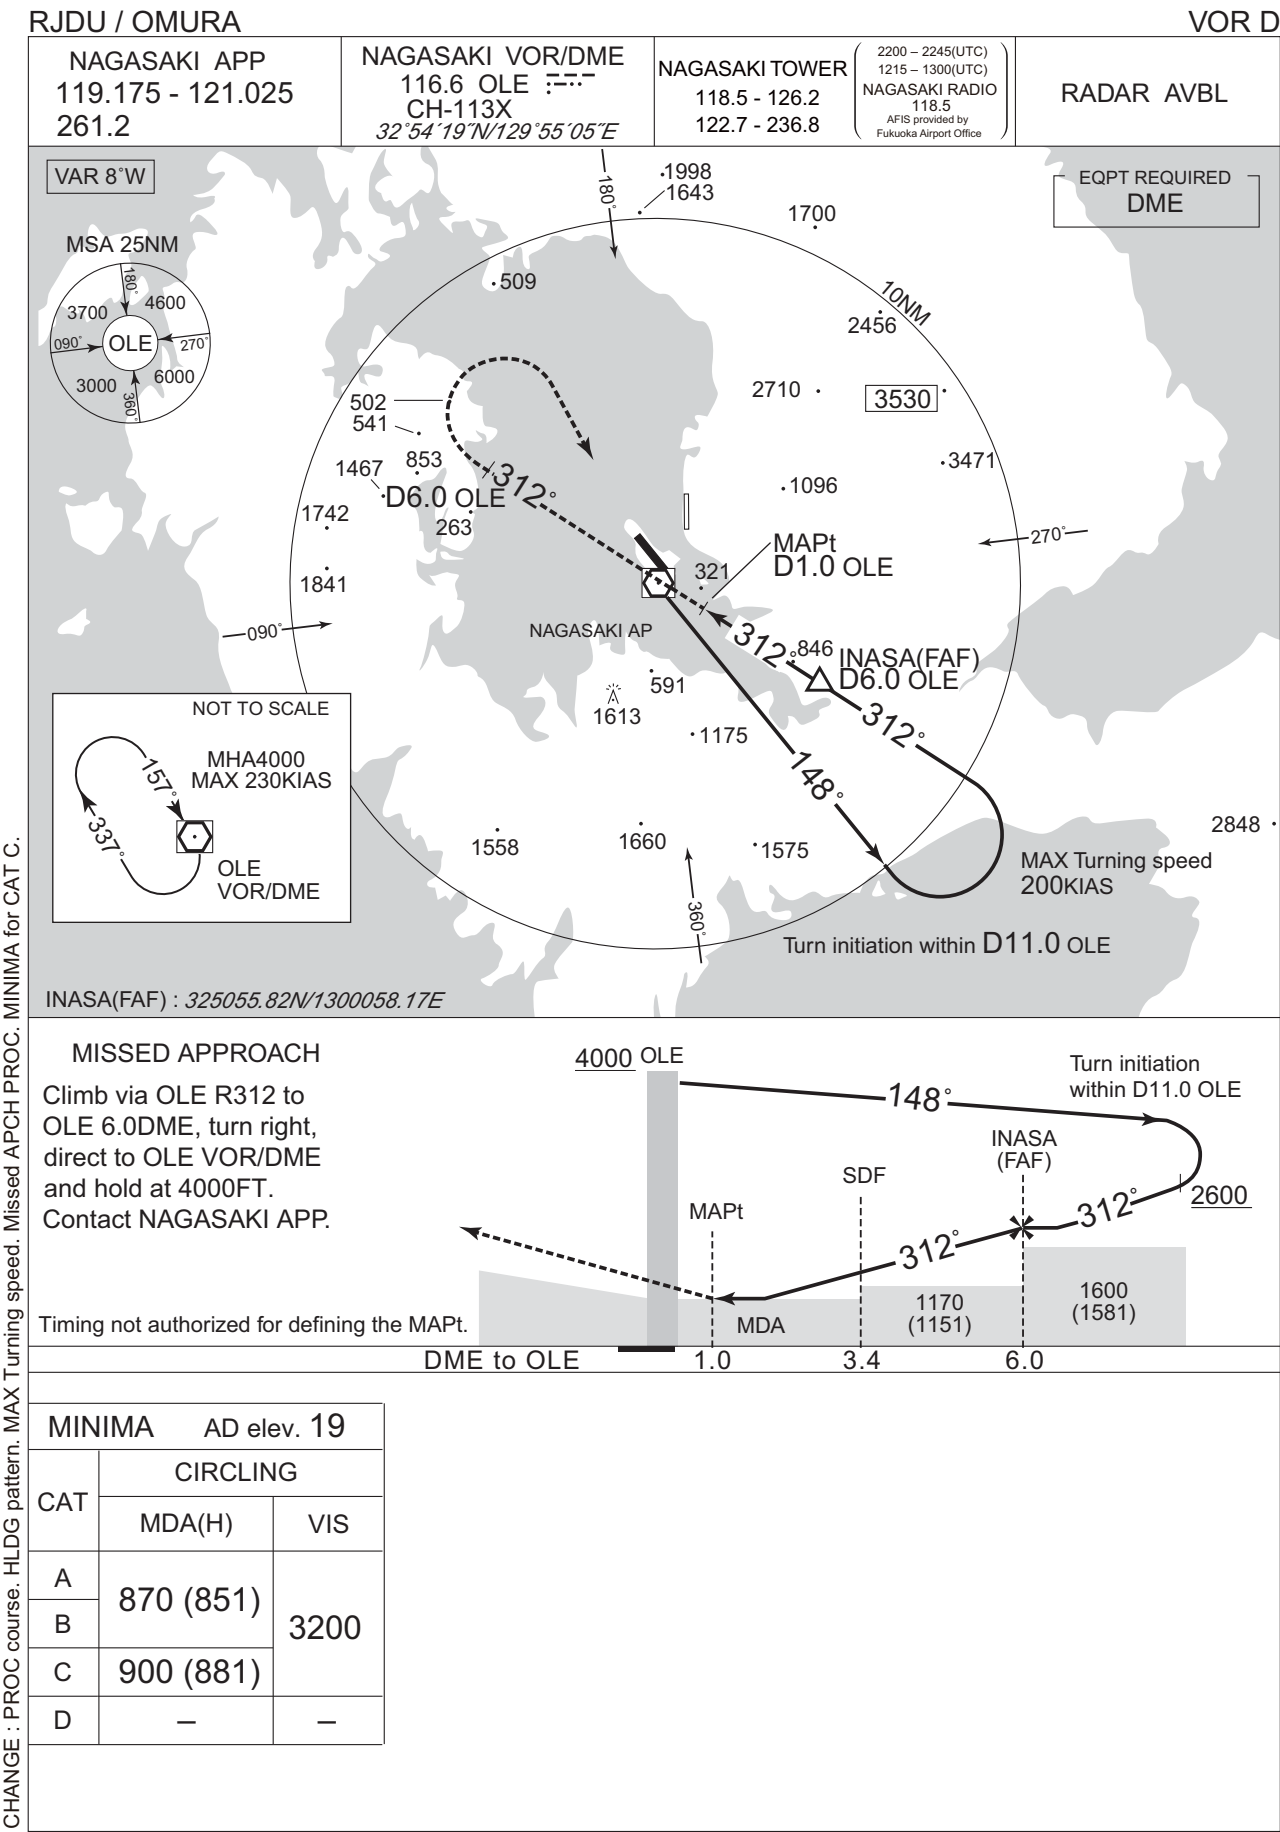 RJDU / OMURA
VOR D
NAGASAKI APP
119.175 - 121.025
261.2
NAGASAKI VOR/DME
116.6 OLE
CH-113X
32°54´19˝N/129°55´05˝E
NAGASAKI TOWER
118.5 - 126.2
122.7 - 236.8
2200 – 2245(UTC)
1215 – 1300(UTC)
NAGASAKI RADIO
118.5
AFIS provided by
Fukuoka Airport Office
RADAR AVBL
VAR 8°W
EQPT REQUIRED
DME
MSA 25NM
180°
3700
4600
090°
OLE
270°
3000
6000
360°
180°
1998
1643
1700
509
10NM
2456
2710
3530
502
541
853
1467
3471
D6.0 OLE
312°
1096
263
1742
270°
MAPt
D1.0 OLE
321
1841
090°
NAGASAKI AP
312°
846
INASA(FAF)
D6.0 OLE
591
1613
312°
1175
148°
NOT TO SCALE
MHA4000
MAX 230KIAS
157°
337°
OLE
VOR/DME
1558
1660
1575
2848
MAX Turning speed
200KIAS
360°
Turn initiation within D11.0 OLE
INASA(FAF) : 325055.82N/1300058.17E
MISSED APPROACH
Climb via OLE R312 to
OLE 6.0DME, turn right,
direct to OLE VOR/DME
and hold at 4000FT.
Contact NAGASAKI APP.
Timing not authorized for defining the MAPt.
4000 OLE
148°
Turn initiation
within D11.0 OLE
INASA
(FAF)
SDF
MAPt
2600
312°
312°
1600
(1581)
1170
(1151)
MDA
DME to OLE
1.0
3.4
6.0
MINIMA AD elev. 19
CAT
CIRCLING
MDA(H)
VIS
A
B
870 (851)
3200
C
900 (881)
D
–
–
CHANGE : PROC course. HLDG pattern. MAX Turning speed. Missed APCH PROC. MINIMA for CAT C.